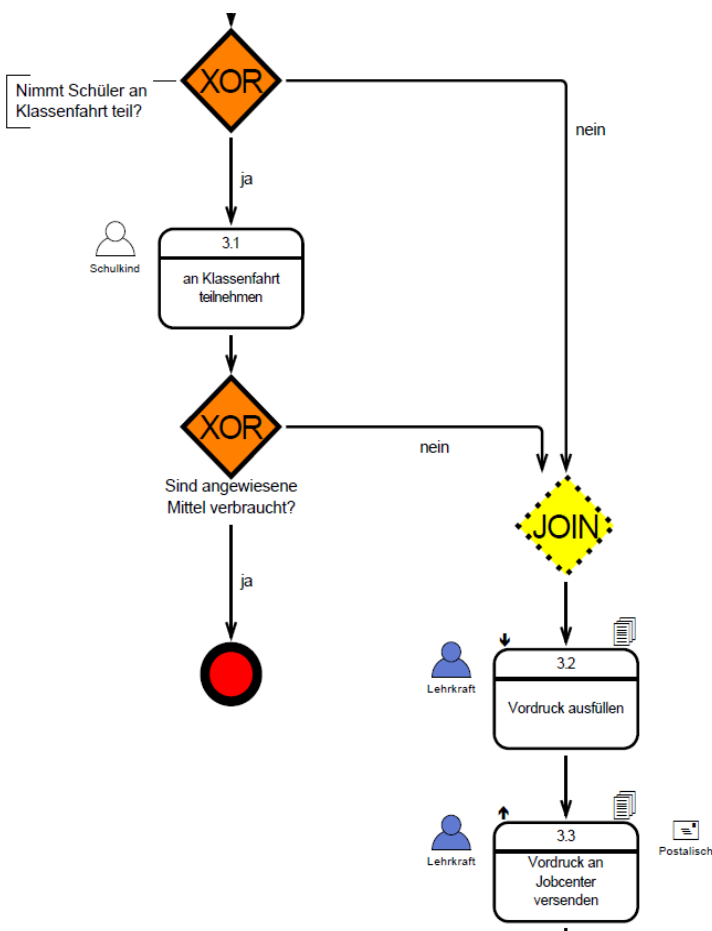 XOR
Nimmt Schüler an
Klassenfahrt teil?
nein
ja
3.1
Schulkind
an Klassenfahrt
teilnehmen
XOR
nein
Sind angewiesene
Mittel verbraucht?
JOIN
ja
3.2
Lehrkraft
Vordruck ausfüllen
3.3
Lehrkraft
Postalisch
Vordruck an
Jobcenter
versenden